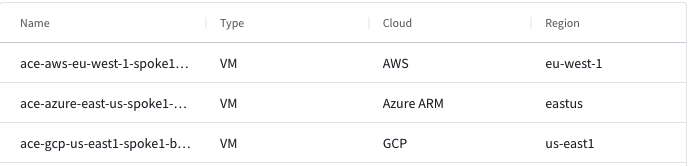 Name Type Cloud Region
ace-aws-eu-west-1-spoke1... VM AWS eu-west-1
ace-azure-east-us-spoke1-... VM Azure ARM eastus
ace-gcp-us-east1-spoke1-b... VM GCP us-east1